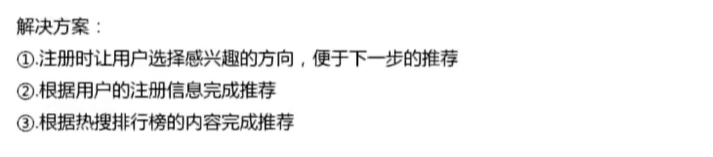 解决方案：
①.注册时让用户选择感兴趣的方向，便于下一步的推荐
②.根据用户的注册信息完成推荐
③.根据热搜排行榜的内容完成推荐